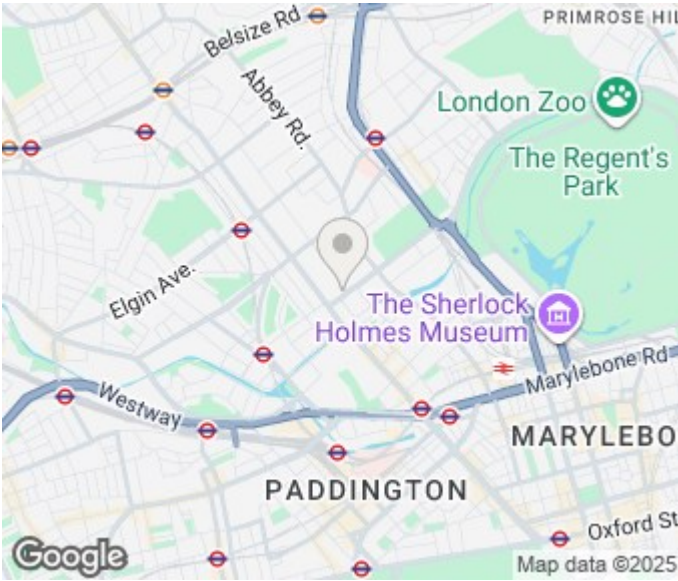 PRIMROSE HIL
Belsize Rd
Abbey Rd.
London Zoo
The Regent's
Park
Elgin Ave.
The Sherlock
Holmes Museum
Marylebone Rd
Westway
MARYLEBO
PADDINGTON
Oxford St
Google
Map data ©2025